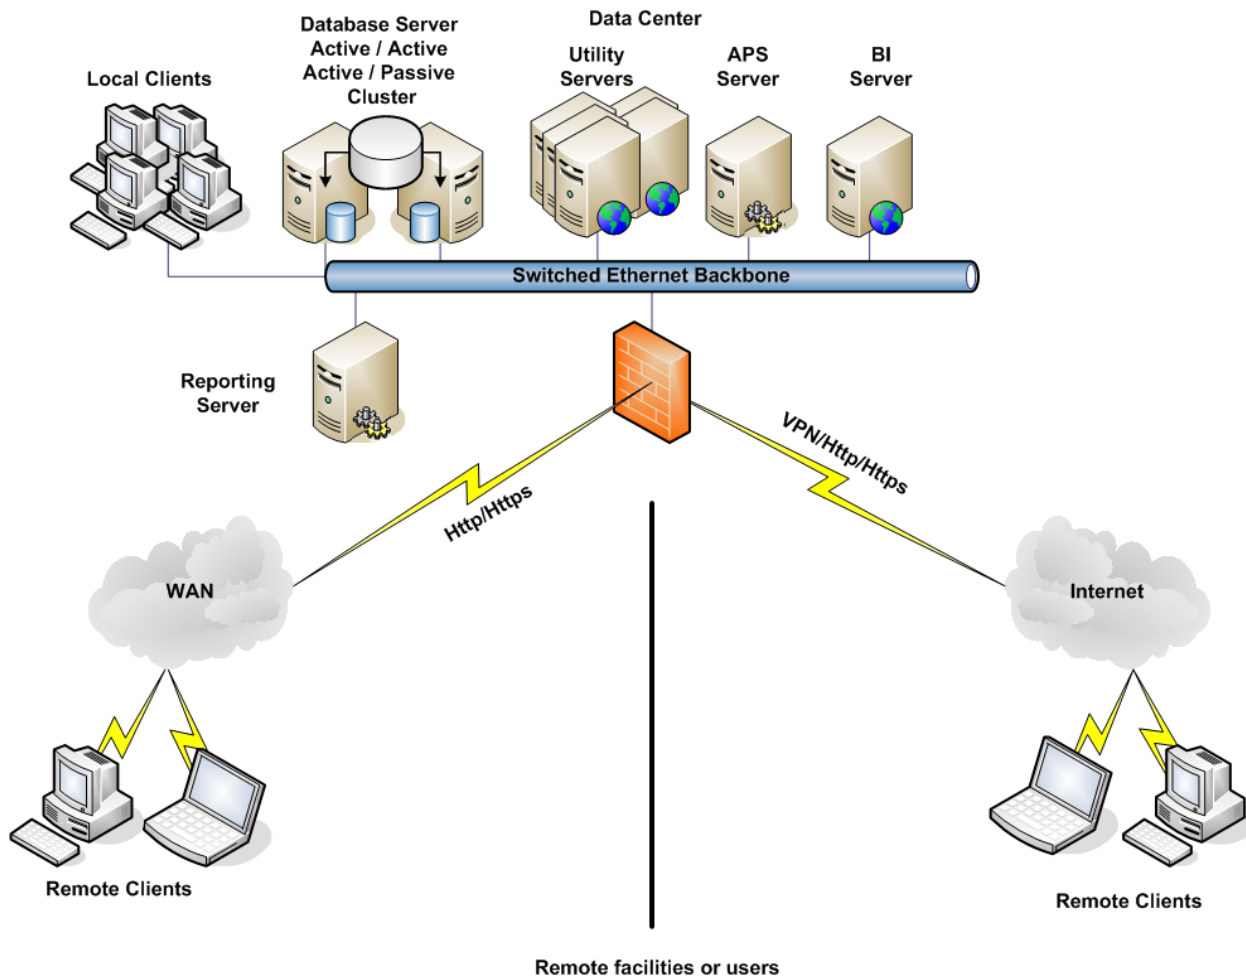 Data Center
Database Server
Active / Active
Active / Passive
Cluster
Local Clients
Utility
Servers
APS
Server
BI
Server
Switched Ethernet Backbone
Reporting
Server
Http/Https
VPN/Http/Https
WAN
Internet
Remote Clients
Remote Clients
Remote facilities or users